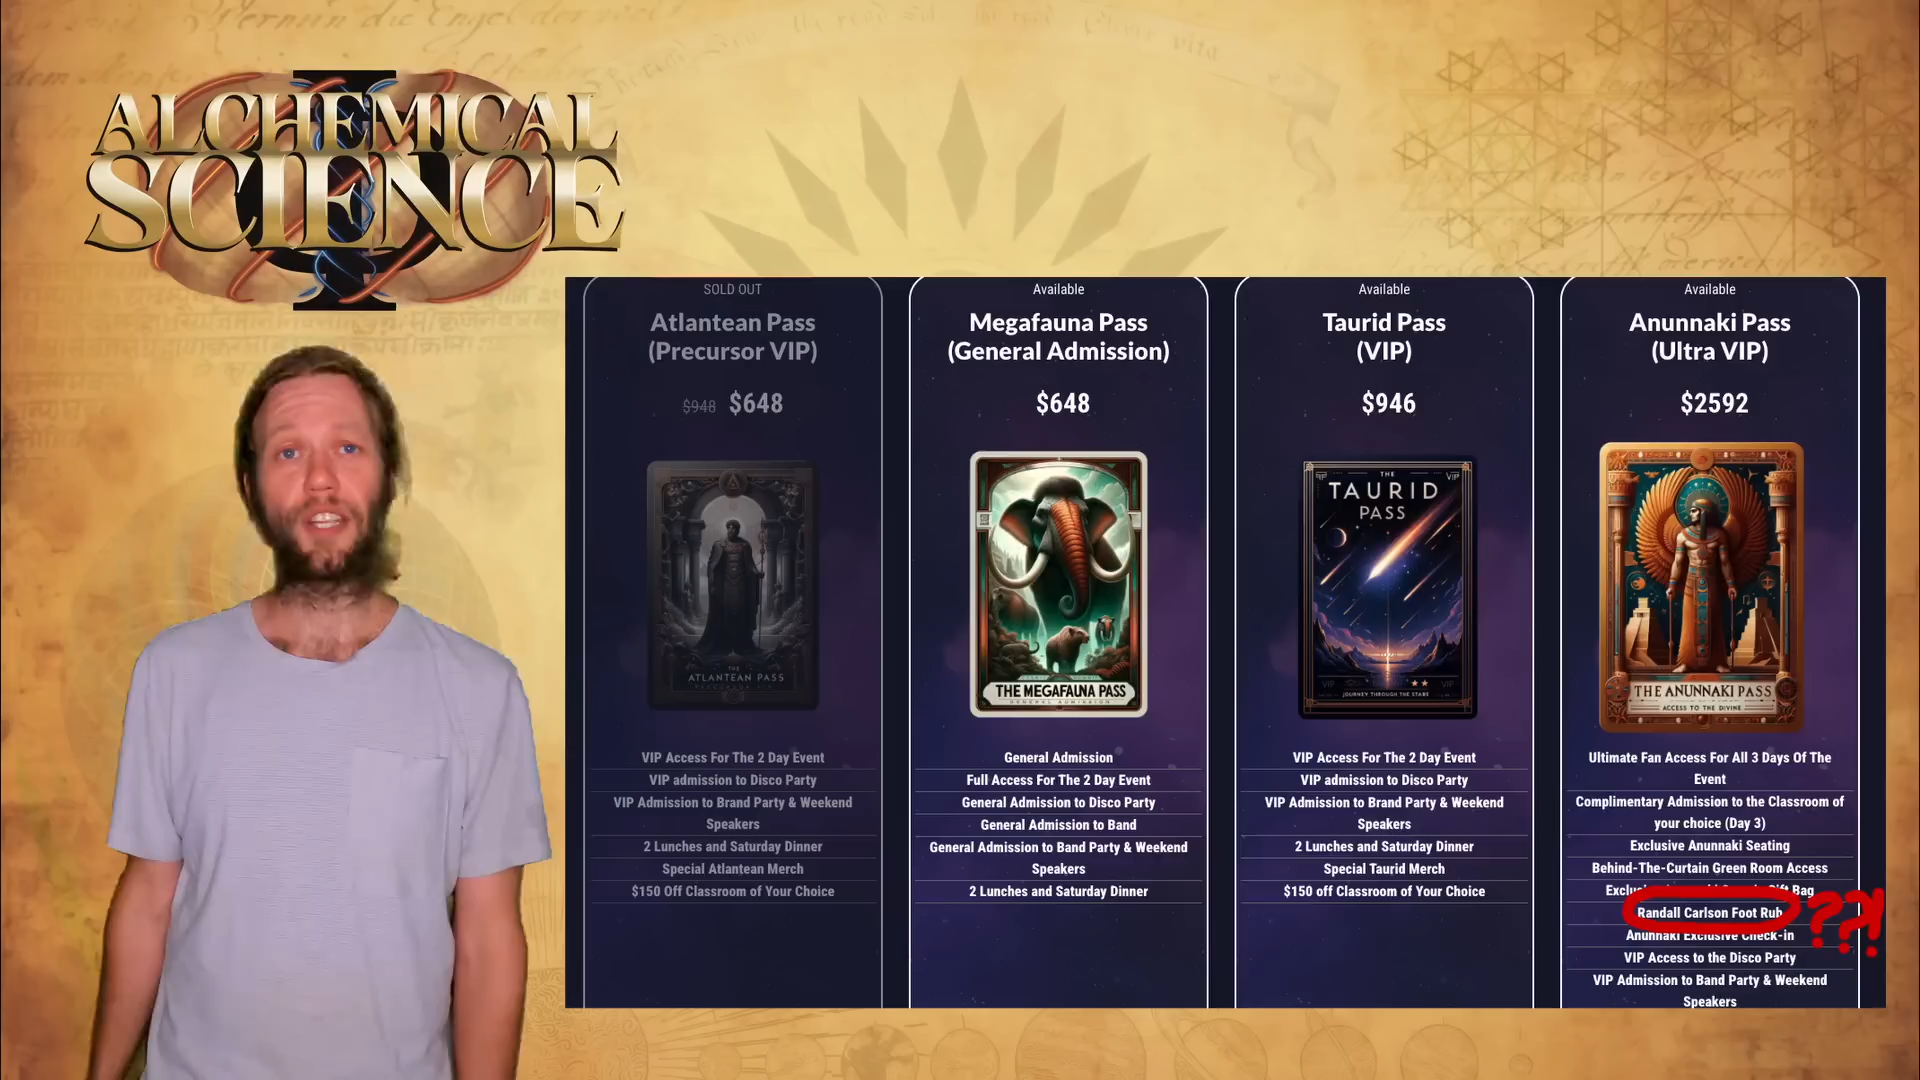 ALCHEMICAL
SCIENCE
SOLD OUT
Atlantean Pass
(Precursor VIP)
$948 $648
THE
ATLANTEAN PASS
VIP Access For The 2 Day Event
VIP admission to Disco Party
VIP Admission to Brand Party & Weekend
Speakers
2 Lunches and Saturday Dinner
Special Atlantean Merch
$150 Off Classroom of Your Choice
Available
Megafauna Pass
(General Admission)
$648
THE MEGAFAUNA PASS
GENERAL ADMISSION
General Admission
Full Access For The 2 Day Event
General Admission to Disco Party
General Admission to Band
General Admission to Band Party & Weekend
Speakers
2 Lunches and Saturday Dinner
Available
Taurid Pass
(VIP)
$946
THE
VIP
TAURID
PASS
VIP
VIP
JOURNEY THROUGH THE STARS
VIP Access For The 2 Day Event
VIP admission to Disco Party
VIP Admission to Brand Party & Weekend
Speakers
2 Lunches and Saturday Dinner
Special Taurid Merch
$150 off Classroom of Your Choice
Available
Anunnaki Pass
(Ultra VIP)
$2592
THE ANUNNAKI PASS
ACCESS TO THE DIVINE
Ultimate Fan Access For All 3 Days Of The
Event
Complimentary Admission to the Classroom of
your choice (Day 3)
Exclusive Anunnaki Seating
Behind-The-Curtain Green Room Access
Bag
Randall Carlson Foot Rub
???
Anunnaki Exclusive Check-in
VIP Access to the Disco Party
VIP Admission to Band Party & Weekend
Speakers